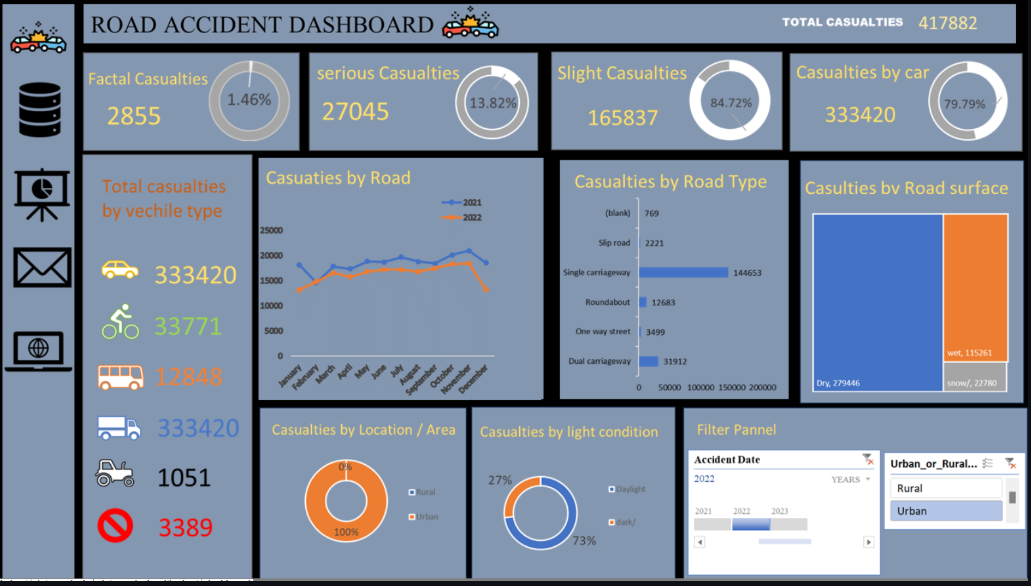 ROAD ACCIDENT DASHBOARD
TOTAL CASUALTIES 417882
Factal Casualties
2855
1.46%
serious Casualties
27045
13.82%
Slight Casualties
165837
84.72%
Casualties by car
333420
79.79%
Total casualties
by vechile type
333420
33771
12848
333420
1051
3389
Casuaties by Road
2021
2022
25000
20000
15000
10000
5000
0
January
February
March
April
May
June
July
August
September
October
November
December
Casualties by Road Type
(blank) 769
Slip road 2221
Single carriageway 144653
Roundabout 12683
One way street 3499
Dual carriageway 31912
0 50000 100000 150000 200000
Casulties bv Road surface
Dry, 279446
wet, 115261
snow/, 22780
Casualties by Location / Area
0%
100%
Rural
Urban
Casualties by light condition
27%
73%
Daylight
dark/
Filter Pannel
Accident Date
2022 YEARS
2021 2022 2023
Urban_or_Rural...
Rural
Urban